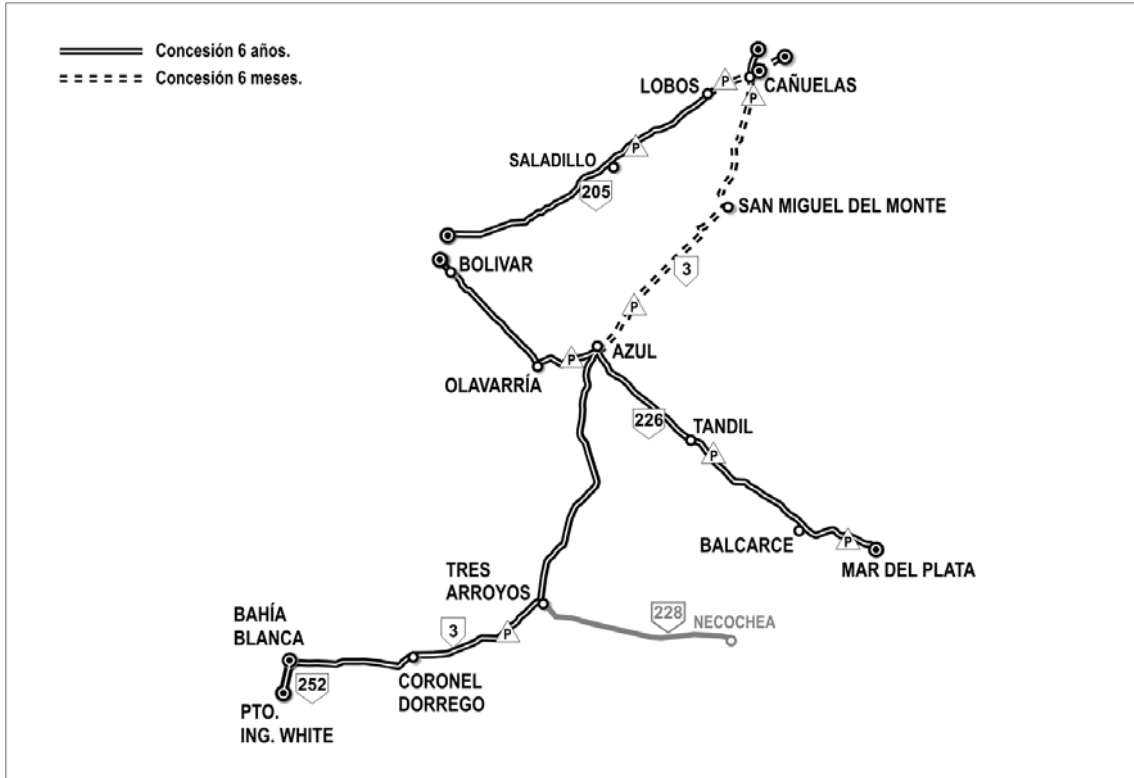 Concesión 6 años.
Concesión 6 meses.
LOBOS
P
CAÑUELAS
P
P
SALADILLO
205
SAN MIGUEL DEL MONTE
BOLIVAR
3
P
AZUL
P
OLAVARRÍA
226
TANDIL
P
BALCARCE
P
MAR DEL PLATA
TRES
ARROYOS
228
NECOCHEA
BAHÍA
BLANCA
3
P
252
CORONEL
DORREGO
PTO.
ING. WHITE